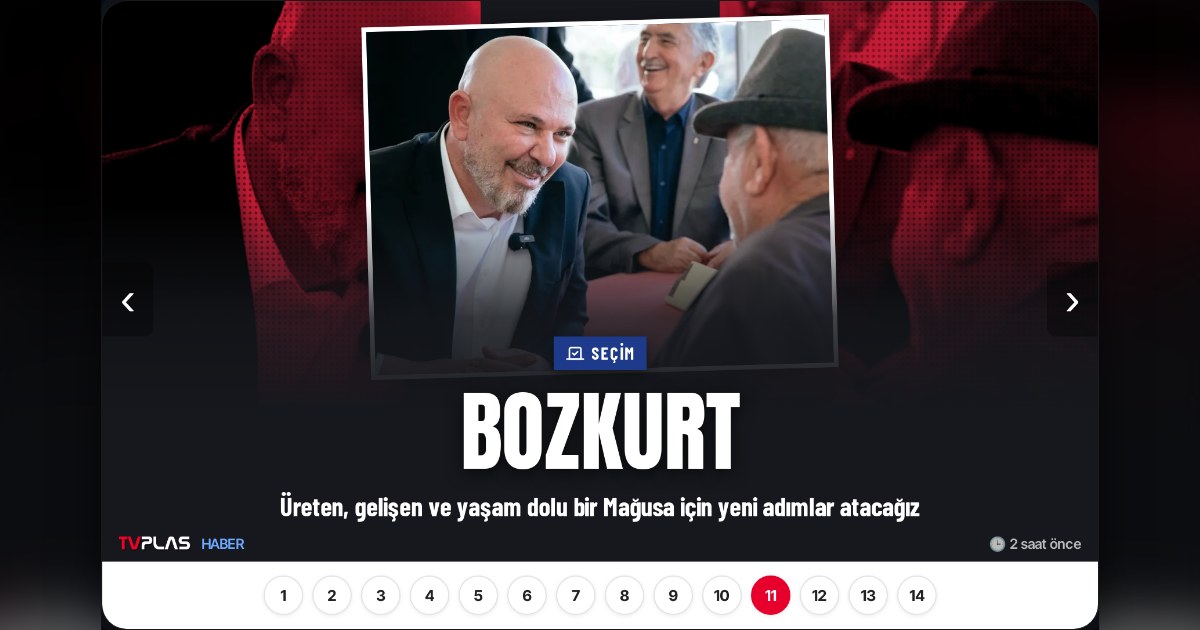 SEÇİM
BOZKURT
Üreten, gelişen ve yaşam dolu bir Mağusa için yeni adımlar atacağız
TVPLAS HABER
2 saat önce
1 2 3 4 5 6 7 8 9 10 11 12 13 14